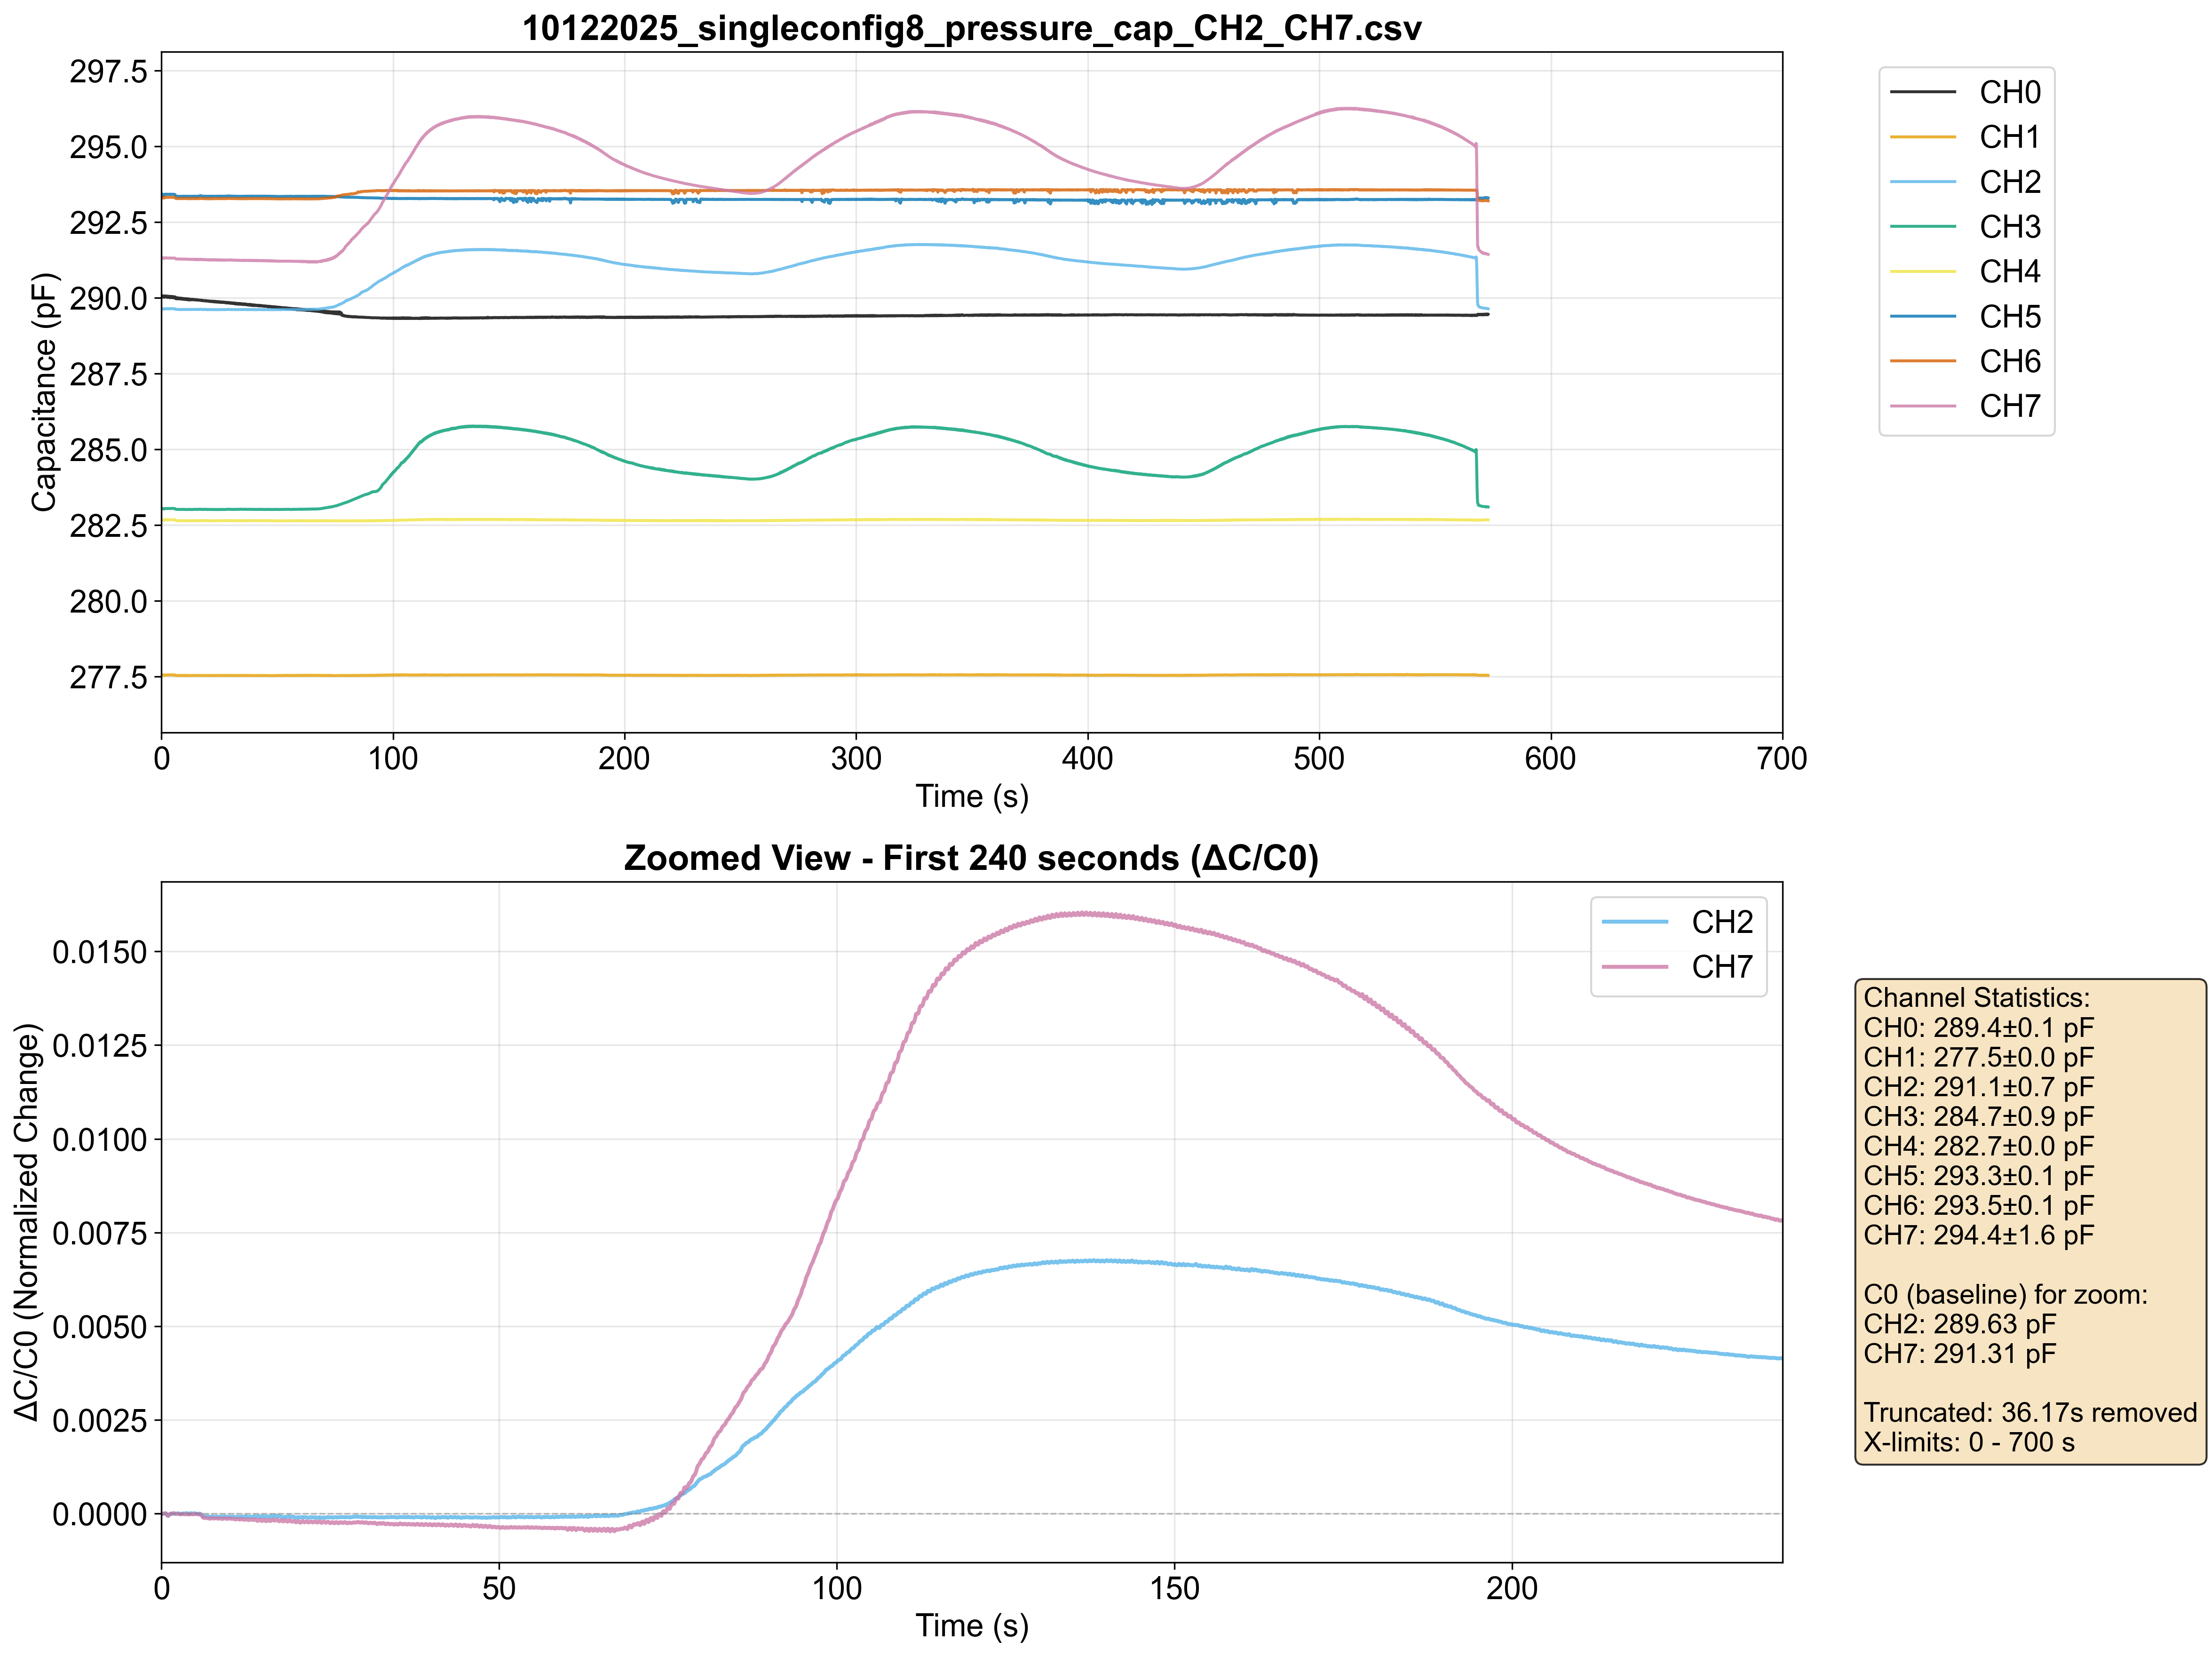 10122025_singleconfig8_pressure_cap_CH2_CH7.csv
Capacitance (pF)
297.5
295.0
292.5
290.0
287.5
285.0
282.5
280.0
277.5
0 100 200 300 400 500 600 700
Time (s)
CH0
CH1
CH2
CH3
CH4
CH5
CH6
CH7
Zoomed View - First 240 seconds (ΔC/C0)
ΔC/C0 (Normalized Change)
0.0150
0.0125
0.0100
0.0075
0.0050
0.0025
0.0000
0 50 100 150 200
Time (s)
CH2
CH7
Channel Statistics:
CH0: 289.4±0.1 pF
CH1: 277.5±0.0 pF
CH2: 291.1±0.7 pF
CH3: 284.7±0.9 pF
CH4: 282.7±0.0 pF
CH5: 293.3±0.1 pF
CH6: 293.5±0.1 pF
CH7: 294.4±1.6 pF
C0 (baseline) for zoom:
CH2: 289.63 pF
CH7: 291.31 pF
Truncated: 36.17s removed
X-limits: 0 - 700 s